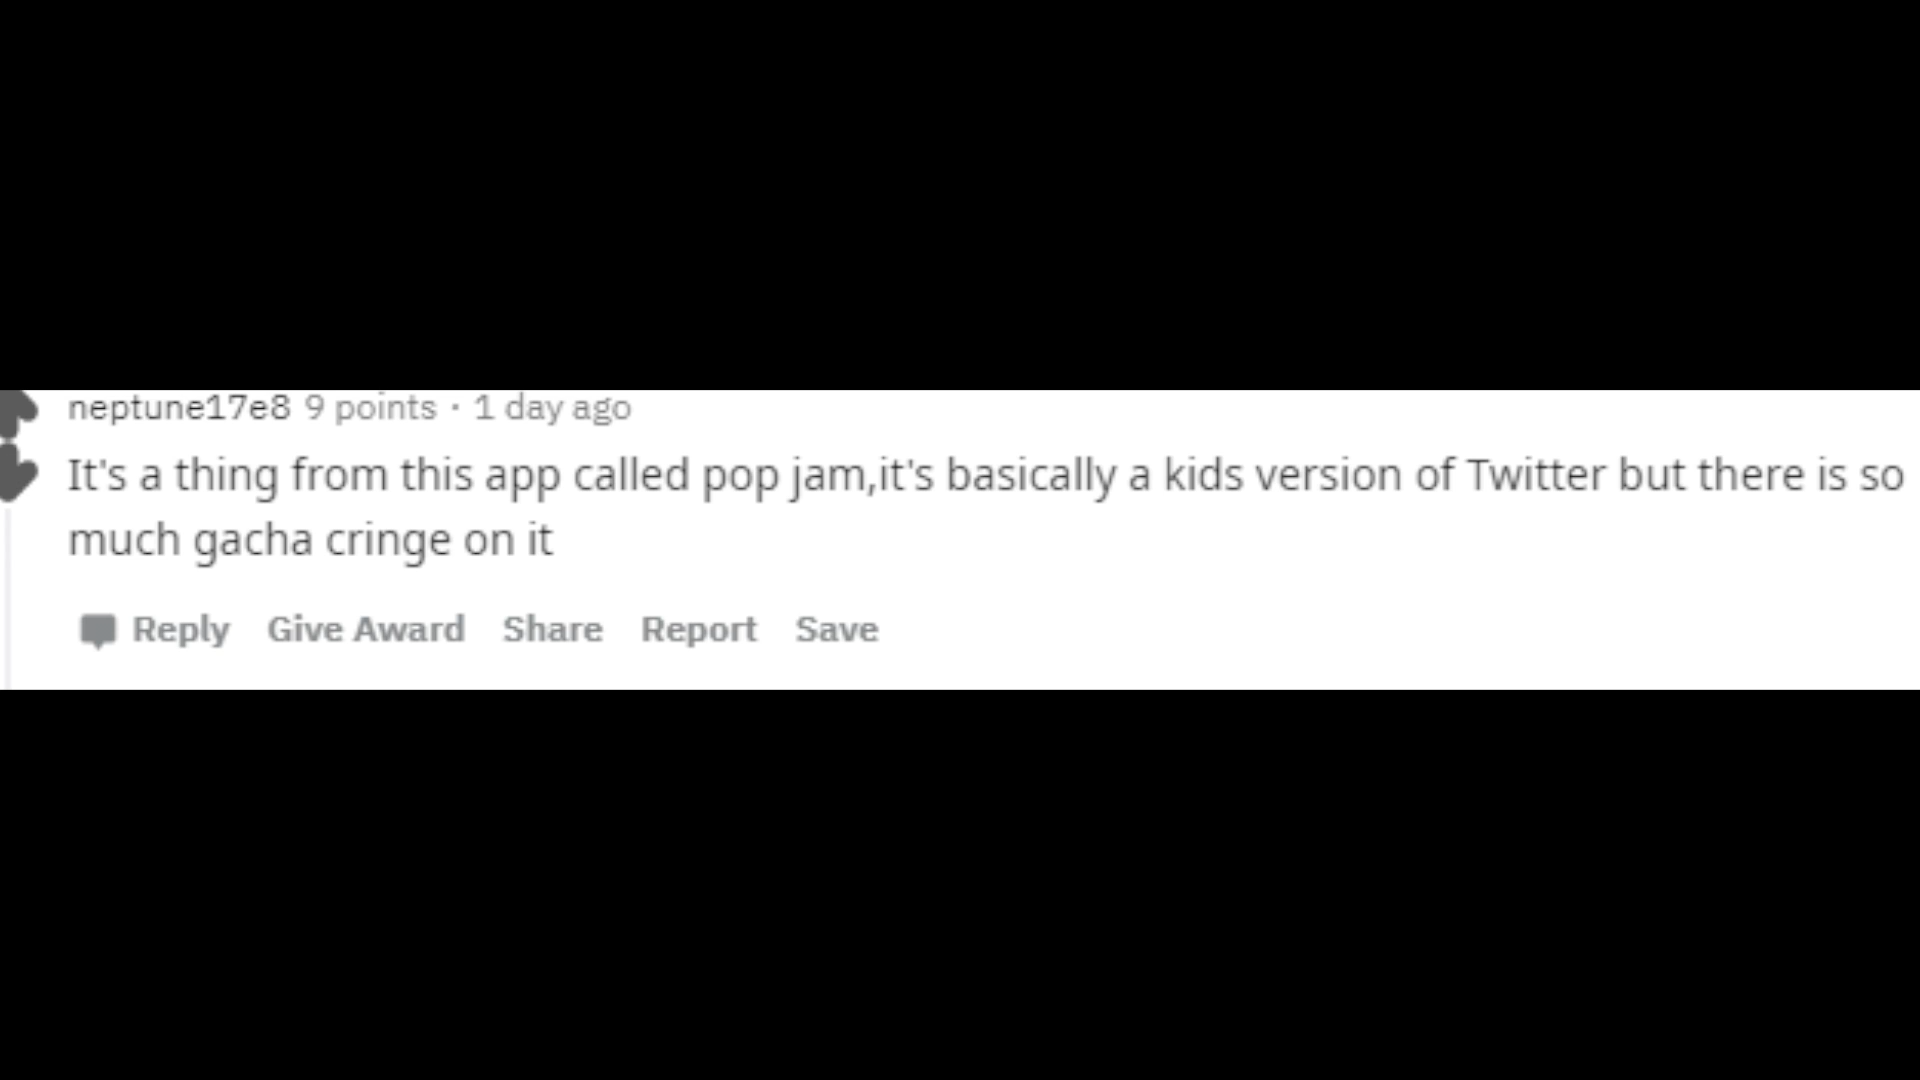 neptune17e8 9 points · 1 day ago
It's a thing from this app called pop jam,it's basically a kids version of Twitter but there is so
much gacha cringe on it
Reply Give Award Share Report Save